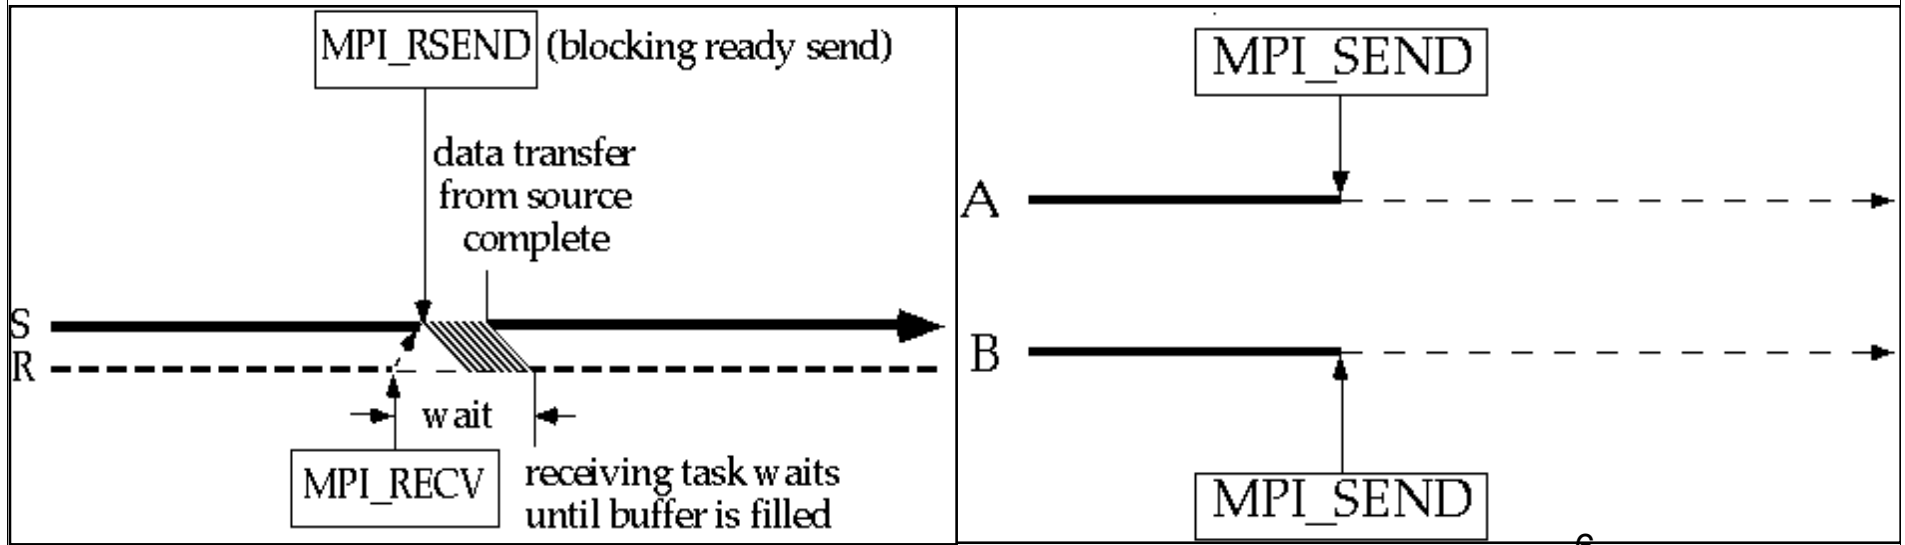 MPI_RSEND (blocking ready send)
data transfer
from source
complete
S
R
wait
MPI_RECV
receiving task waits
until buffer is filled
MPI_SEND
A
B
MPI_SEND